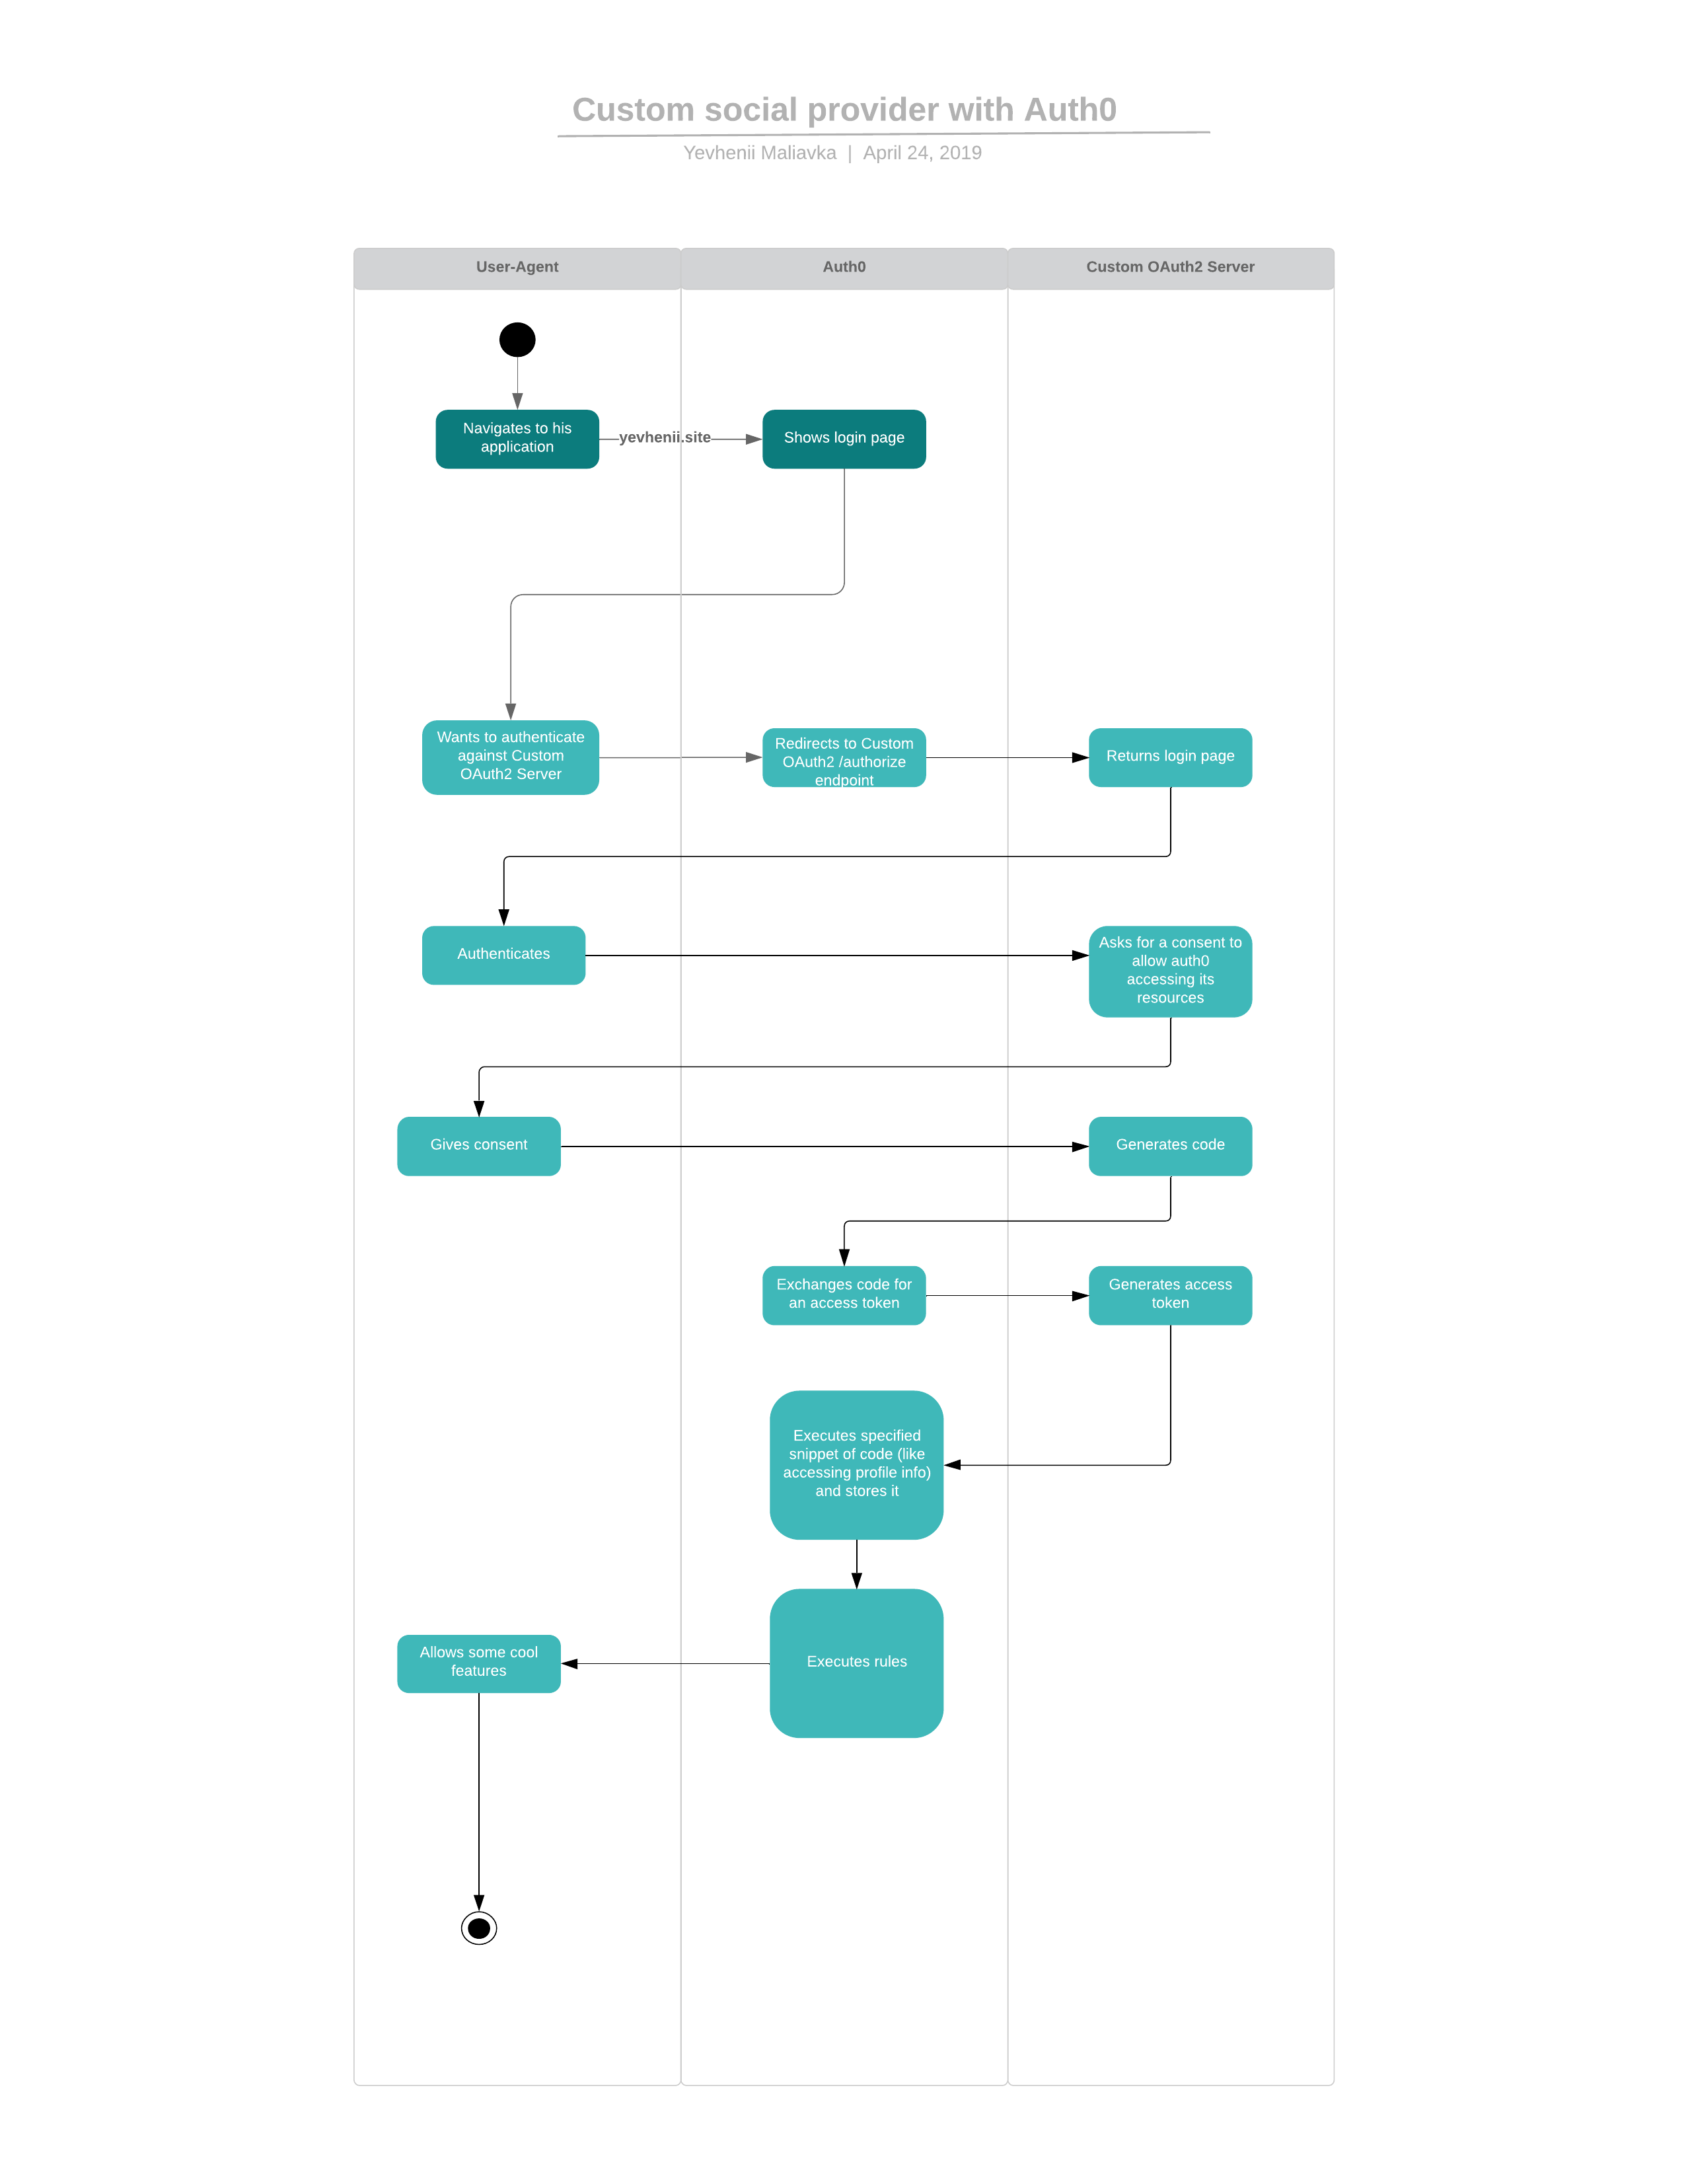 Custom social provider with Auth0
Yevhenii Maliavka | April 24, 2019
User-Agent
Auth0
Custom OAuth2 Server
Navigates to his
application
yevhenii.site
Shows login page
Wants to authenticate
against Custom
OAuth2 Server
Redirects to Custom
OAuth2 /authorize
endpoint
Returns login page
Authenticates
Asks for a consent to
allow auth0
accessing its
resources
Gives consent
Generates code
Exchanges code for
an access token
Generates access
token
Executes specified
snippet of code (like
accessing profile info)
and stores it
Executes rules
Allows some cool
features